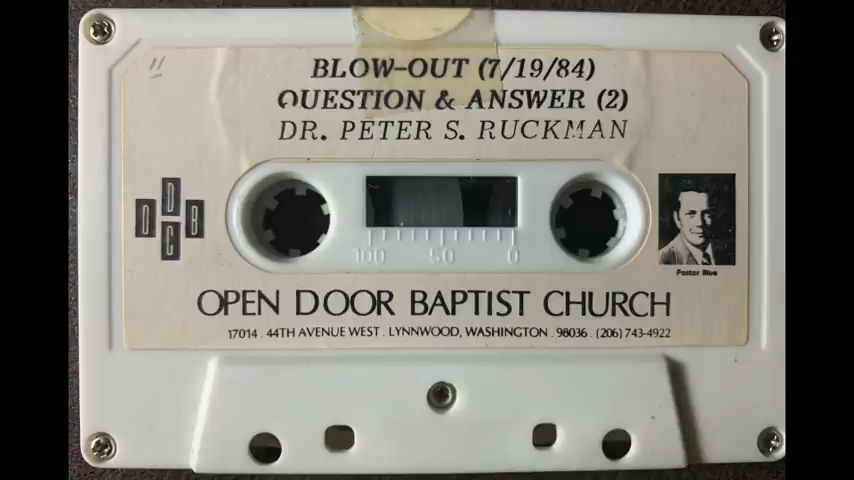 11
BLOW-OUT (7/19/84)
QUESTION & ANSWER (2)
DR. PETER S. RUCKMAN
O D B C
100 50 0
Pastor Blue
OPEN DOOR BAPTIST CHURCH
17014 . 44TH AVENUE WEST . LYNNWOOD, WASHINGTON . 98036 . (206) 743-4922